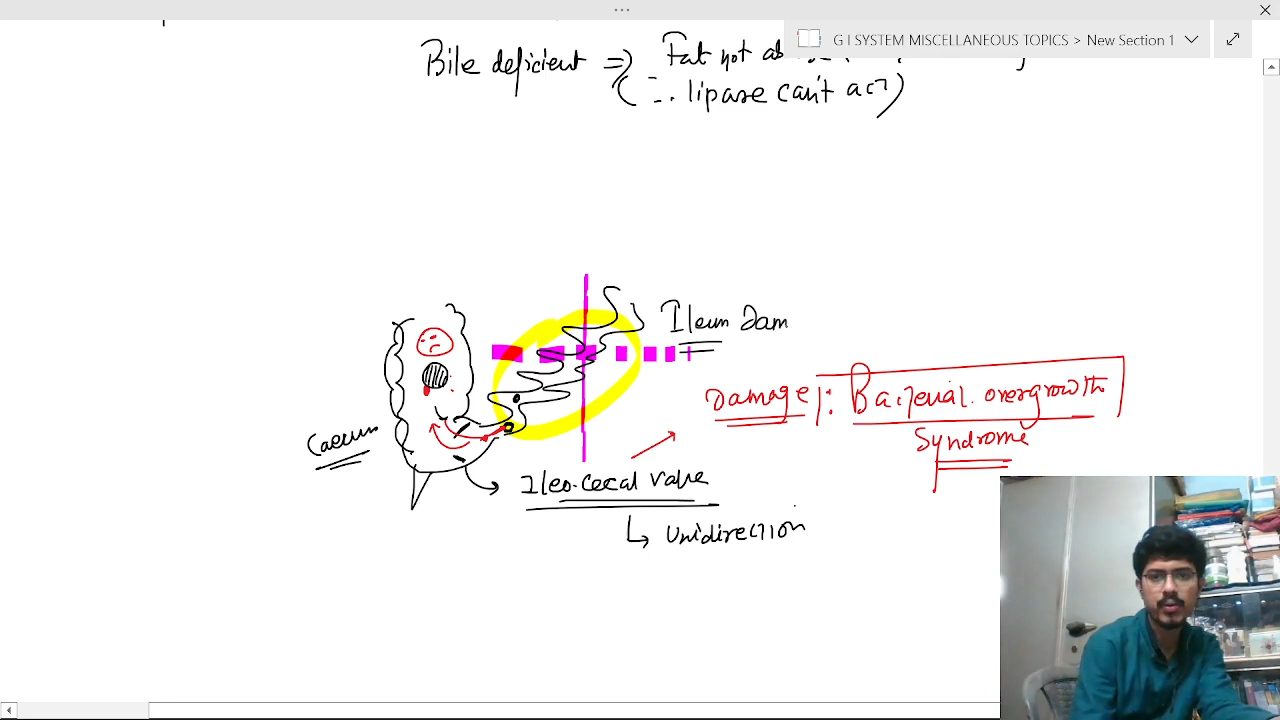 GI SYSTEM MISCELLANEOUS TOPICS > New Section 1
Bile deficient => Fat not
(∵ lipase can't act)
Ileum Dam
Damage : Bacterial overgrowth
Syndrome
Caecum
Ileo-cecal valve
↳ Unidirection